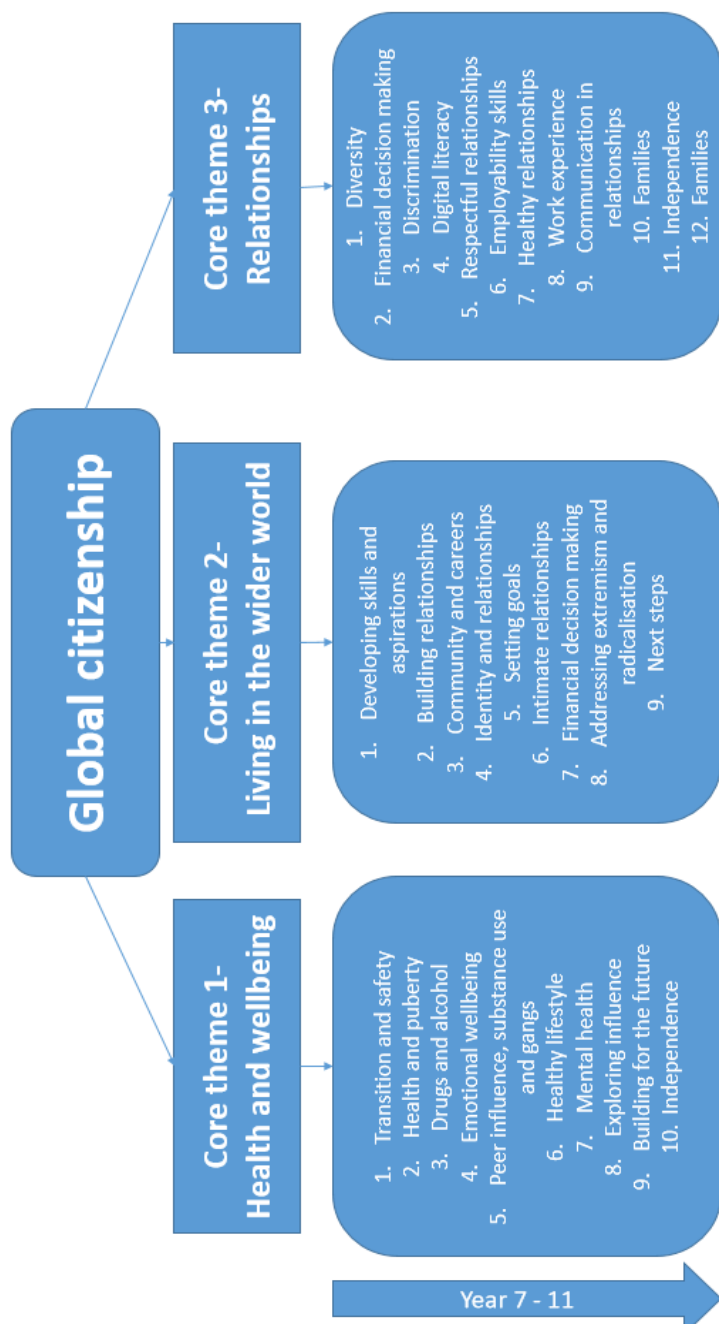 Global citizenship
Core theme 1-
Health and wellbeing
Core theme 2-
Living in the wider world
Core theme 3-
Relationships
Year 7 - 11
1. Transition and safety
2. Health and puberty
3. Drugs and alcohol
4. Emotional wellbeing
5. Peer influence, substance use
and gangs
6. Healthy lifestyle
7. Mental health
8. Exploring influence
9. Building for the future
10. Independence
1. Developing skills and
aspirations
2. Building relationships
3. Community and careers
4. Identity and relationships
5. Setting goals
6. Intimate relationships
7. Financial decision making
8. Addressing extremism and
radicalisation
9. Next steps
1. Diversity
2. Financial decision making
3. Discrimination
4. Digital literacy
5. Respectful relationships
6. Employability skills
7. Healthy relationships
8. Work experience
9. Communication in
relationships
10. Families
11. Independence
12. Families